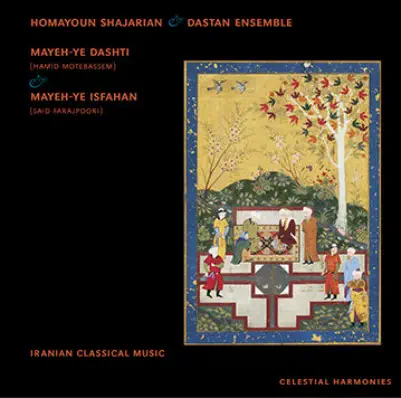 HOMAYOUN SHAJARIAN & DASTAN ENSEMBLE
MAYEH-YE DASHTI
(HAMID MOTEBASSEM)
&
MAYEH-YE ISFAHAN
(SAID FARAJPOORI)
IRANIAN CLASSICAL MUSIC
CELESTIAL HARMONIES